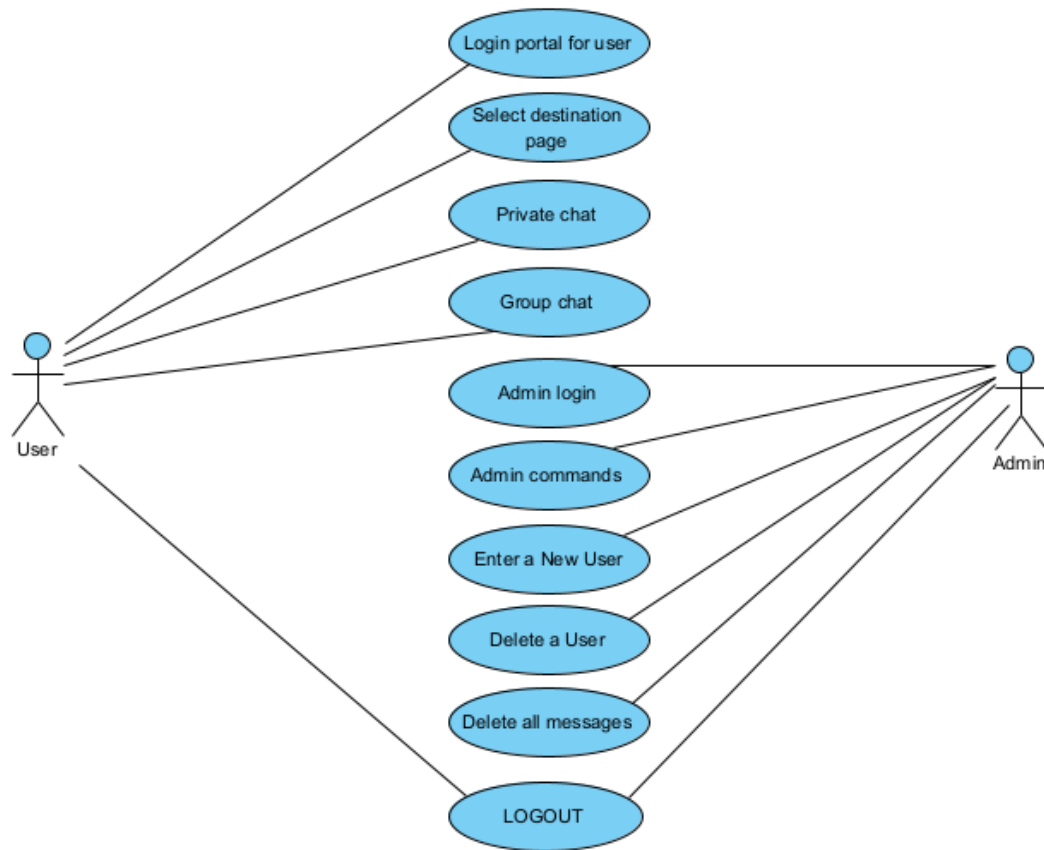 Login portal for user
Select destination
page
Private chat
Group chat
Admin login
User
Admin
Admin commands
Enter a New User
Delete a User
Delete all messages
LOGOUT